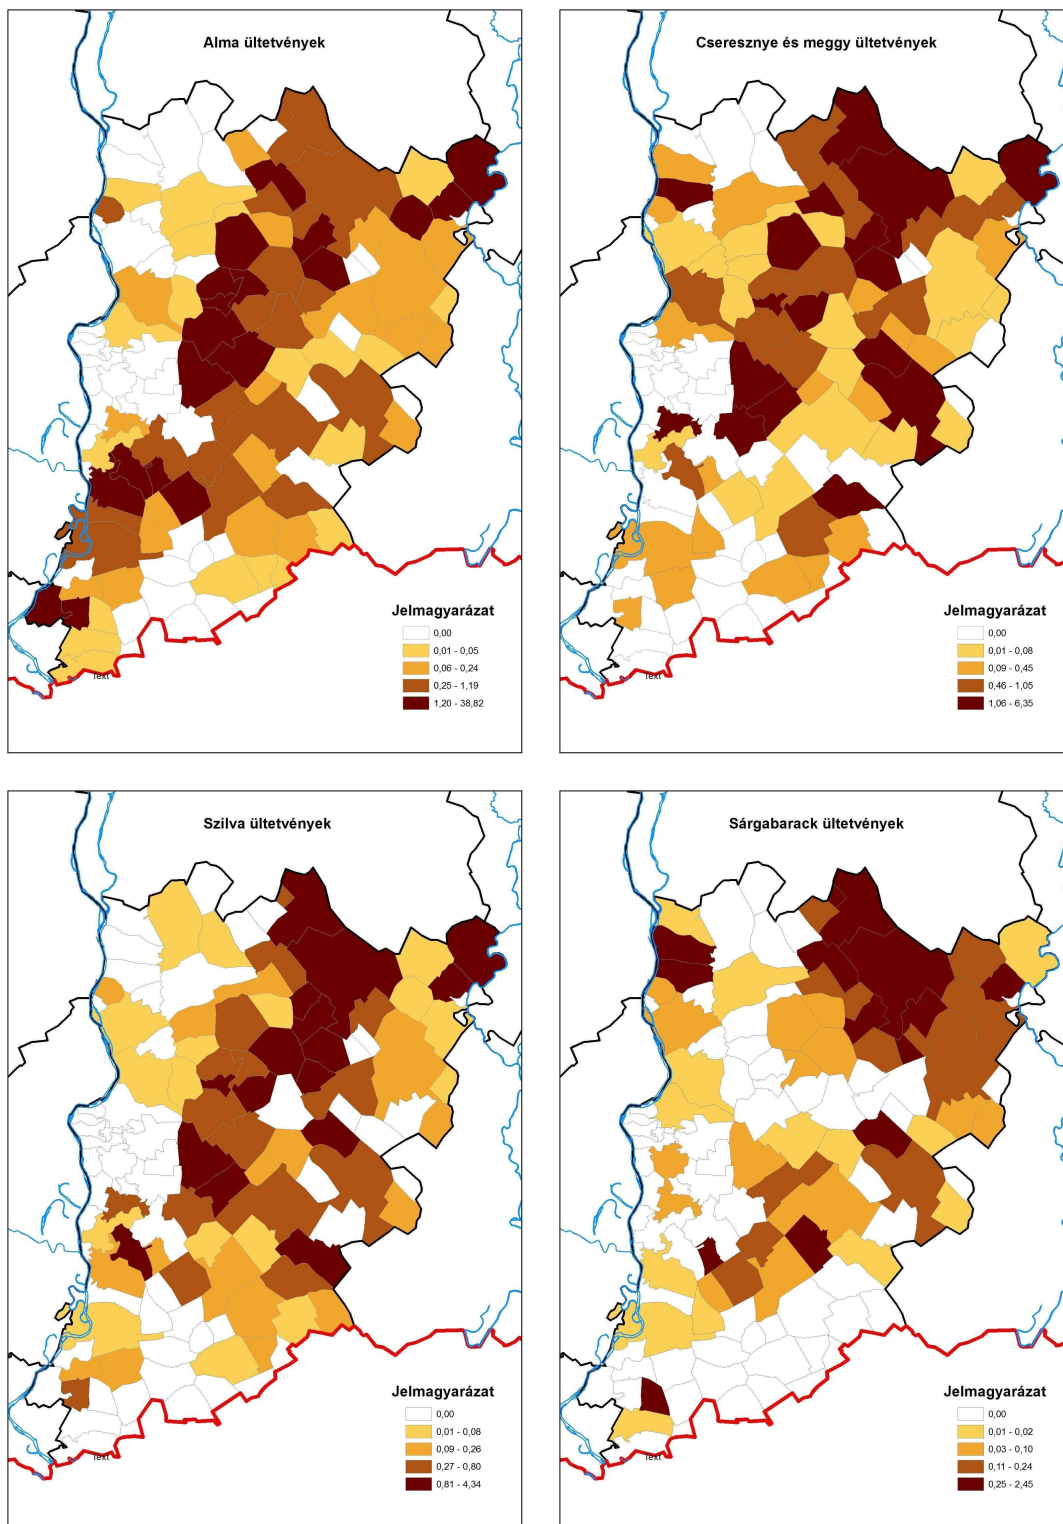 Alma ültetvények
Jelmagyarázat
0,00
0,01 - 0,05
0,06 - 0,24
0,25 - 1,19
1,20 - 38,82
Text
Cseresznye és meggy ültetvények
Jelmagyarázat
0,00
0,01 - 0,08
0,09 - 0,45
0,46 - 1,05
1,06 - 6,35
Text
Szilva ültetvények
Jelmagyarázat
0,00
0,01 - 0,08
0,09 - 0,26
0,27 - 0,80
0,81 - 4,34
Text
Sárgabarack ültetvények
Jelmagyarázat
0,00
0,01 - 0,02
0,03 - 0,10
0,11 - 0,24
0,25 - 2,45
Text